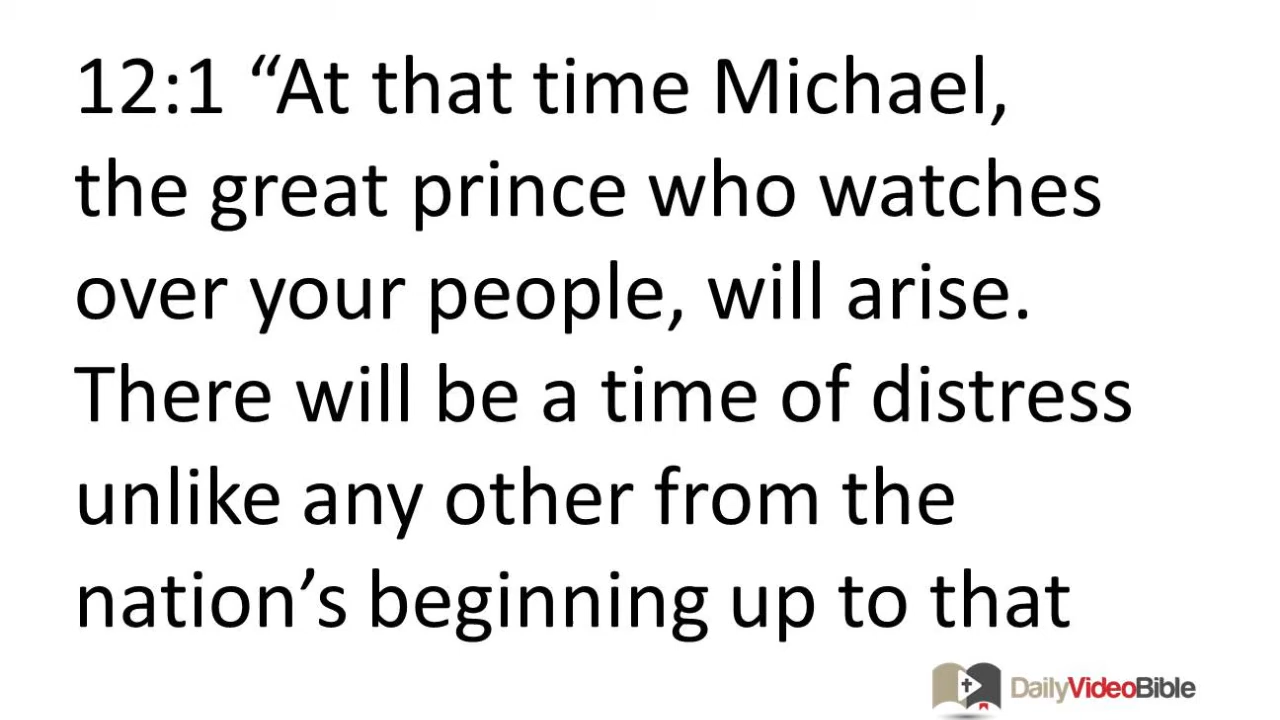 12:1 “At that time Michael,
the great prince who watches
over your people, will arise.
There will be a time of distress
unlike any other from the
nation’s beginning up to that
DailyVideoBible